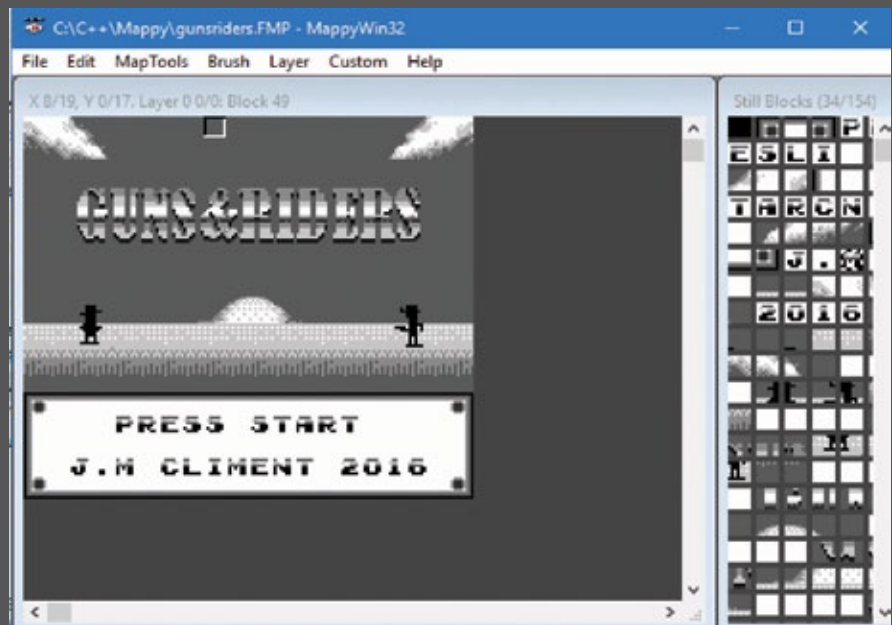 C:\C++\Mappy\gunsriders.FMP - MappyWin32
File Edit MapTools Brush Layer Custom Help
X 8/19, Y 0/17. Layer 0 0/0: Block 49
Still Blocks (34/154)
GUNS&RIDERS
PRESS START
J.M CLIMENT 2016
P
E S L I
T A R C N
J . M
2 0 1 6